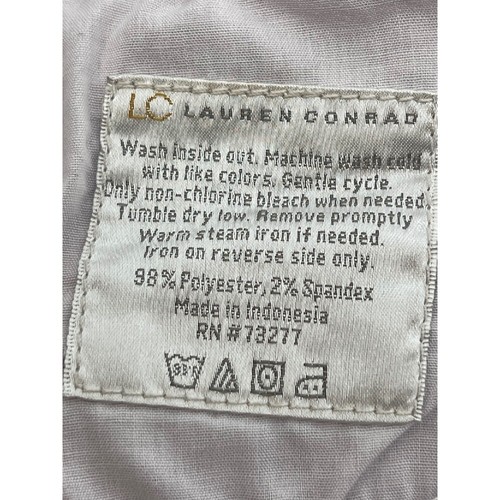 LC LAUREN CONRAD
Wash inside out. Machine wash cold
with like colors. Gentle cycle.
Only non-chlorine bleach when needed.
Tumble dry low. Remove promptly
Warm steam iron if needed.
Iron on reverse side only.
98% Polyester, 2% Spandex
Made in Indonesia
RN #73277